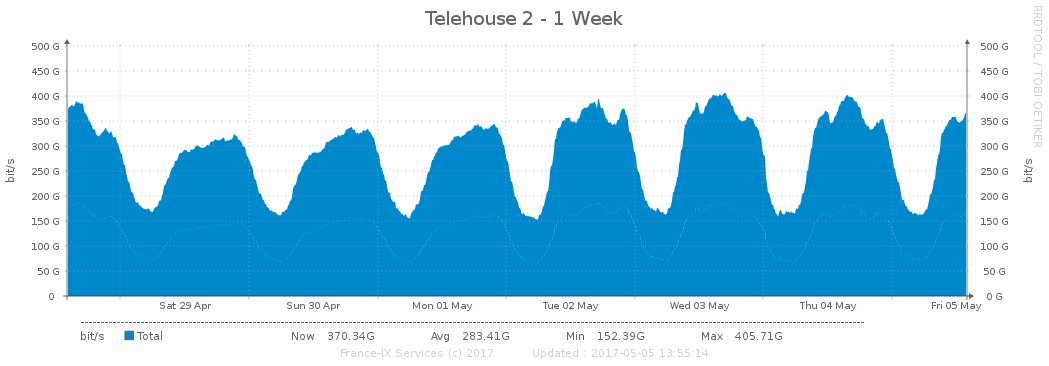 Telehouse 2 - 1 Week
RRDTOOL / TOBI OETIKER
bit/s
500 G
450 G
400 G
350 G
300 G
250 G
200 G
150 G
100 G
50 G
0
500 G
450 G
400 G
350 G
300 G
250 G
200 G
150 G
100 G
50 G
0 G
bit/s
Sat 29 Apr Sun 30 Apr Mon 01 May Tue 02 May Wed 03 May Thu 04 May Fri 05 May
bit/s Total Now 370.34G Avg 283.41G Min 152.39G Max 405.71G
France-IX Services (c) 2017 Updated : 2017-05-05 13:55:14